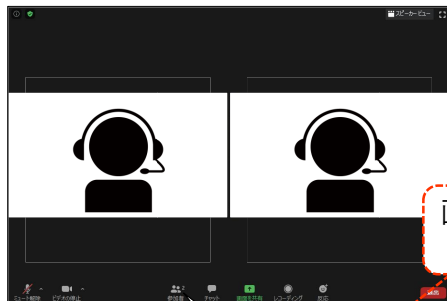 スピーカービュー
2
ミュート解除
ビデオの停止
参加者
チャット
画面を共有
レコーディング
反応
退出